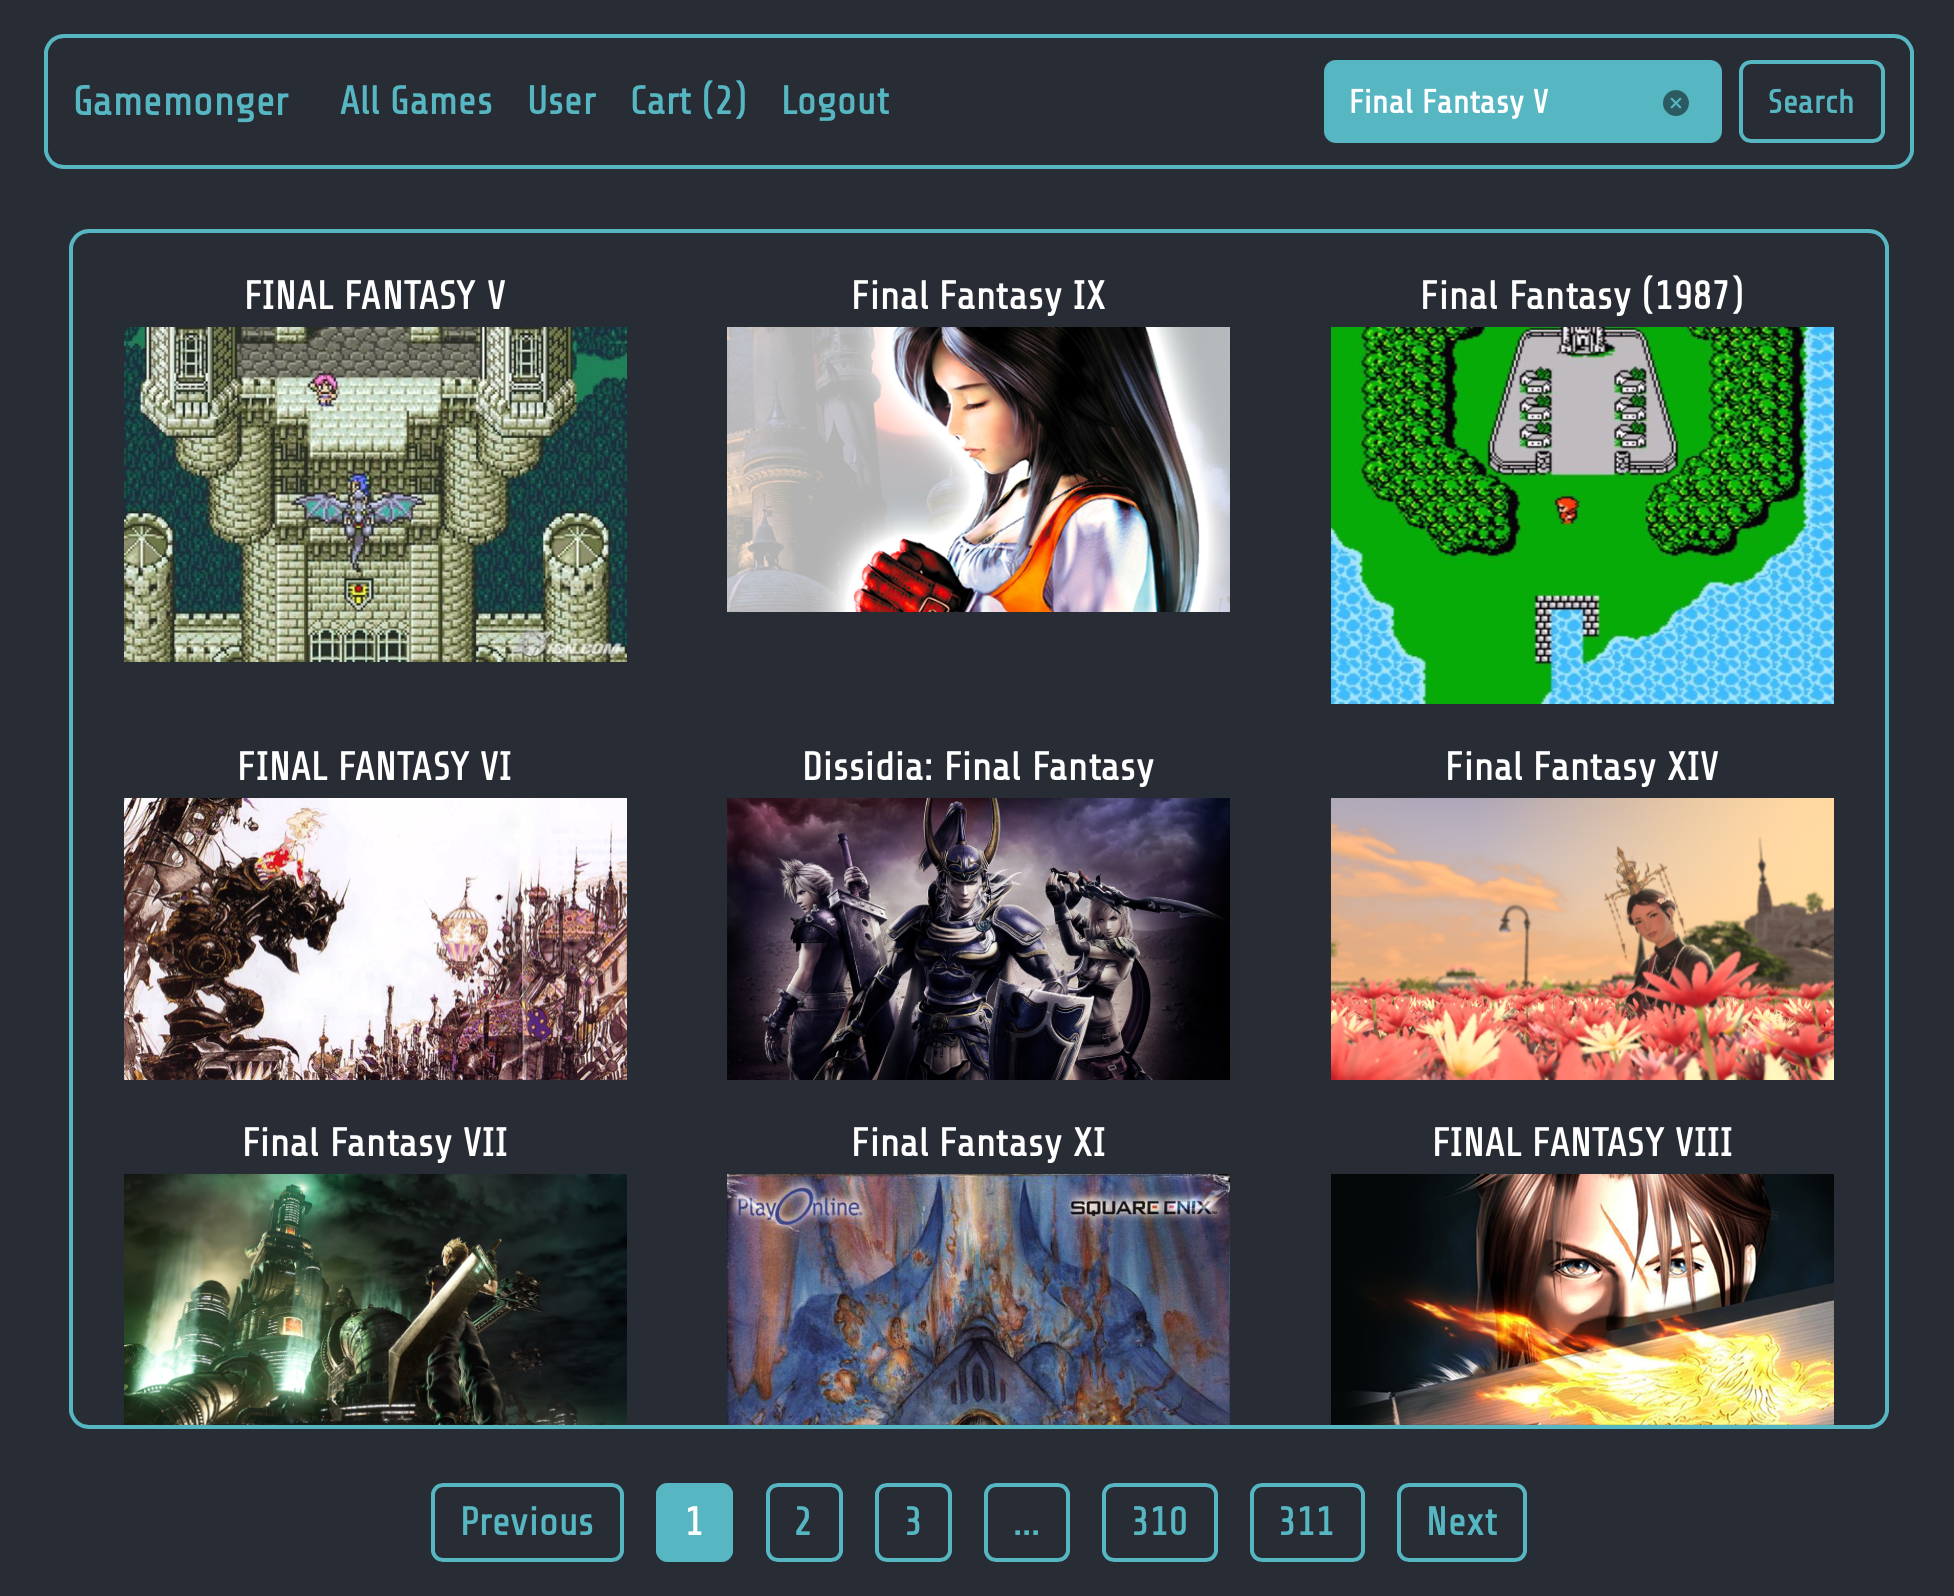 Gamemonger All Games User Cart (2) Logout Final Fantasy V Search
FINAL FANTASY V
Final Fantasy IX
Final Fantasy (1987)
IGN.COM
FINAL FANTASY VI
Dissidia: Final Fantasy
Final Fantasy XIV
Final Fantasy VII
Final Fantasy XI
FINAL FANTASY VIII
PlayOnline
SQUARE ENIX
Previous 1 2 3 ... 310 311 Next